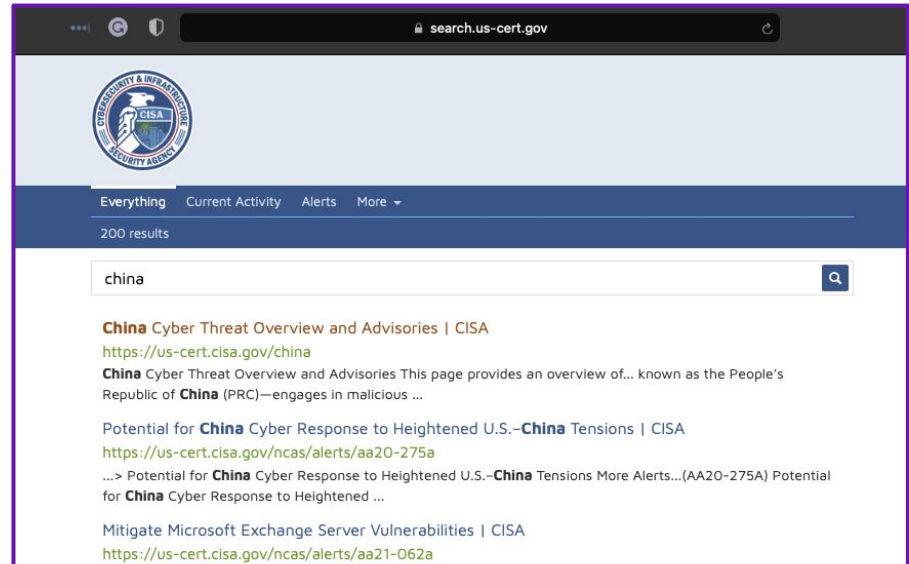 search.us-cert.gov
CYBERSECURITY & INFRASTRUCTURE
SECURITY AGENCY
CISA
Everything Current Activity Alerts More
200 results
china
China Cyber Threat Overview and Advisories | CISA
https://us-cert.cisa.gov/china
China Cyber Threat Overview and Advisories This page provides an overview of... known as the People's
Republic of China (PRC)—engages in malicious ...
Potential for China Cyber Response to Heightened U.S.–China Tensions | CISA
https://us-cert.cisa.gov/ncas/alerts/aa20-275a
...> Potential for China Cyber Response to Heightened U.S.–China Tensions More Alerts...(AA20-275A) Potential
for China Cyber Response to Heightened ...
Mitigate Microsoft Exchange Server Vulnerabilities | CISA
https://us-cert.cisa.gov/ncas/alerts/aa21-062a